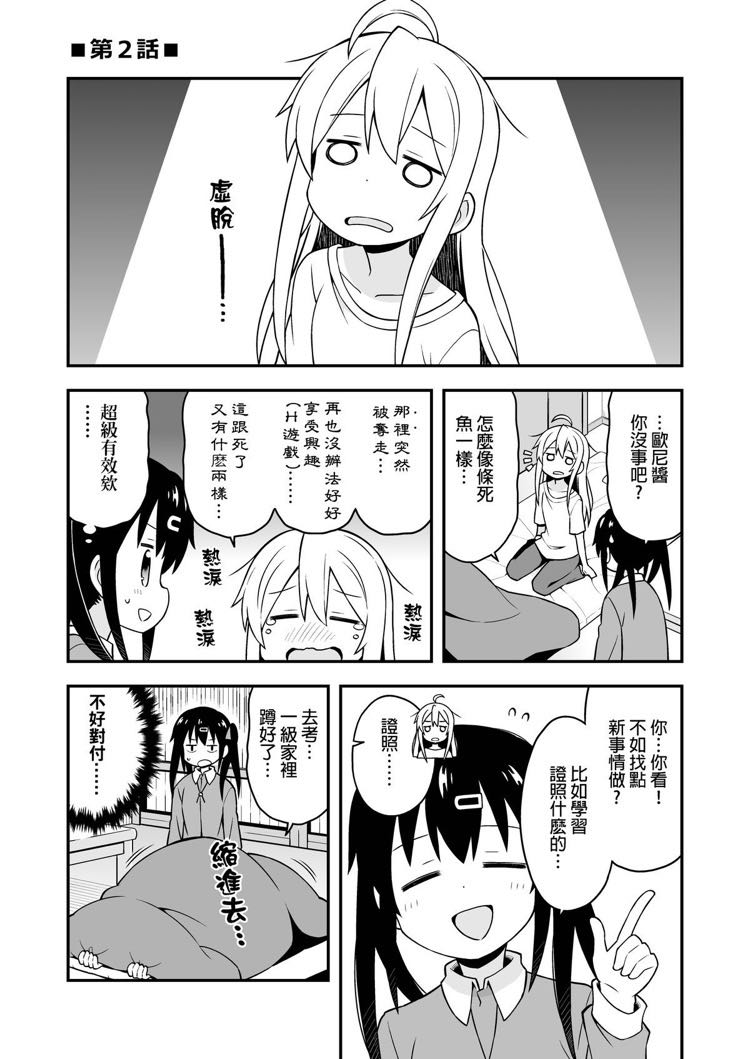 ■第2話■
虛脫——…
…歐尼醬
你沒事吧?
怎麼像條死
魚一樣…
那裡突然
被奪走…
再也沒辦法好好
享受興趣
(H遊戲)……
這跟死了
又有什麽兩樣…
熱淚
熱淚
熱淚
超級有效欸
……
你…你看!
不如找點
新事情做?
比如學習
證照什麽的…
證照……
去考…
一級家裡
蹲好了…
縮進去…
不好對付……